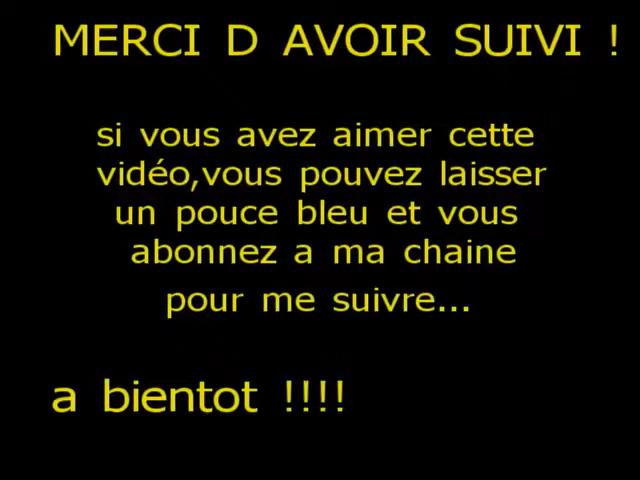 MERCI D AVOIR SUIVI !
si vous avez aimer cette
vidéo,vous pouvez laisser
un pouce bleu et vous
abonnez a ma chaine
pour me suivre...
a bientot !!!!